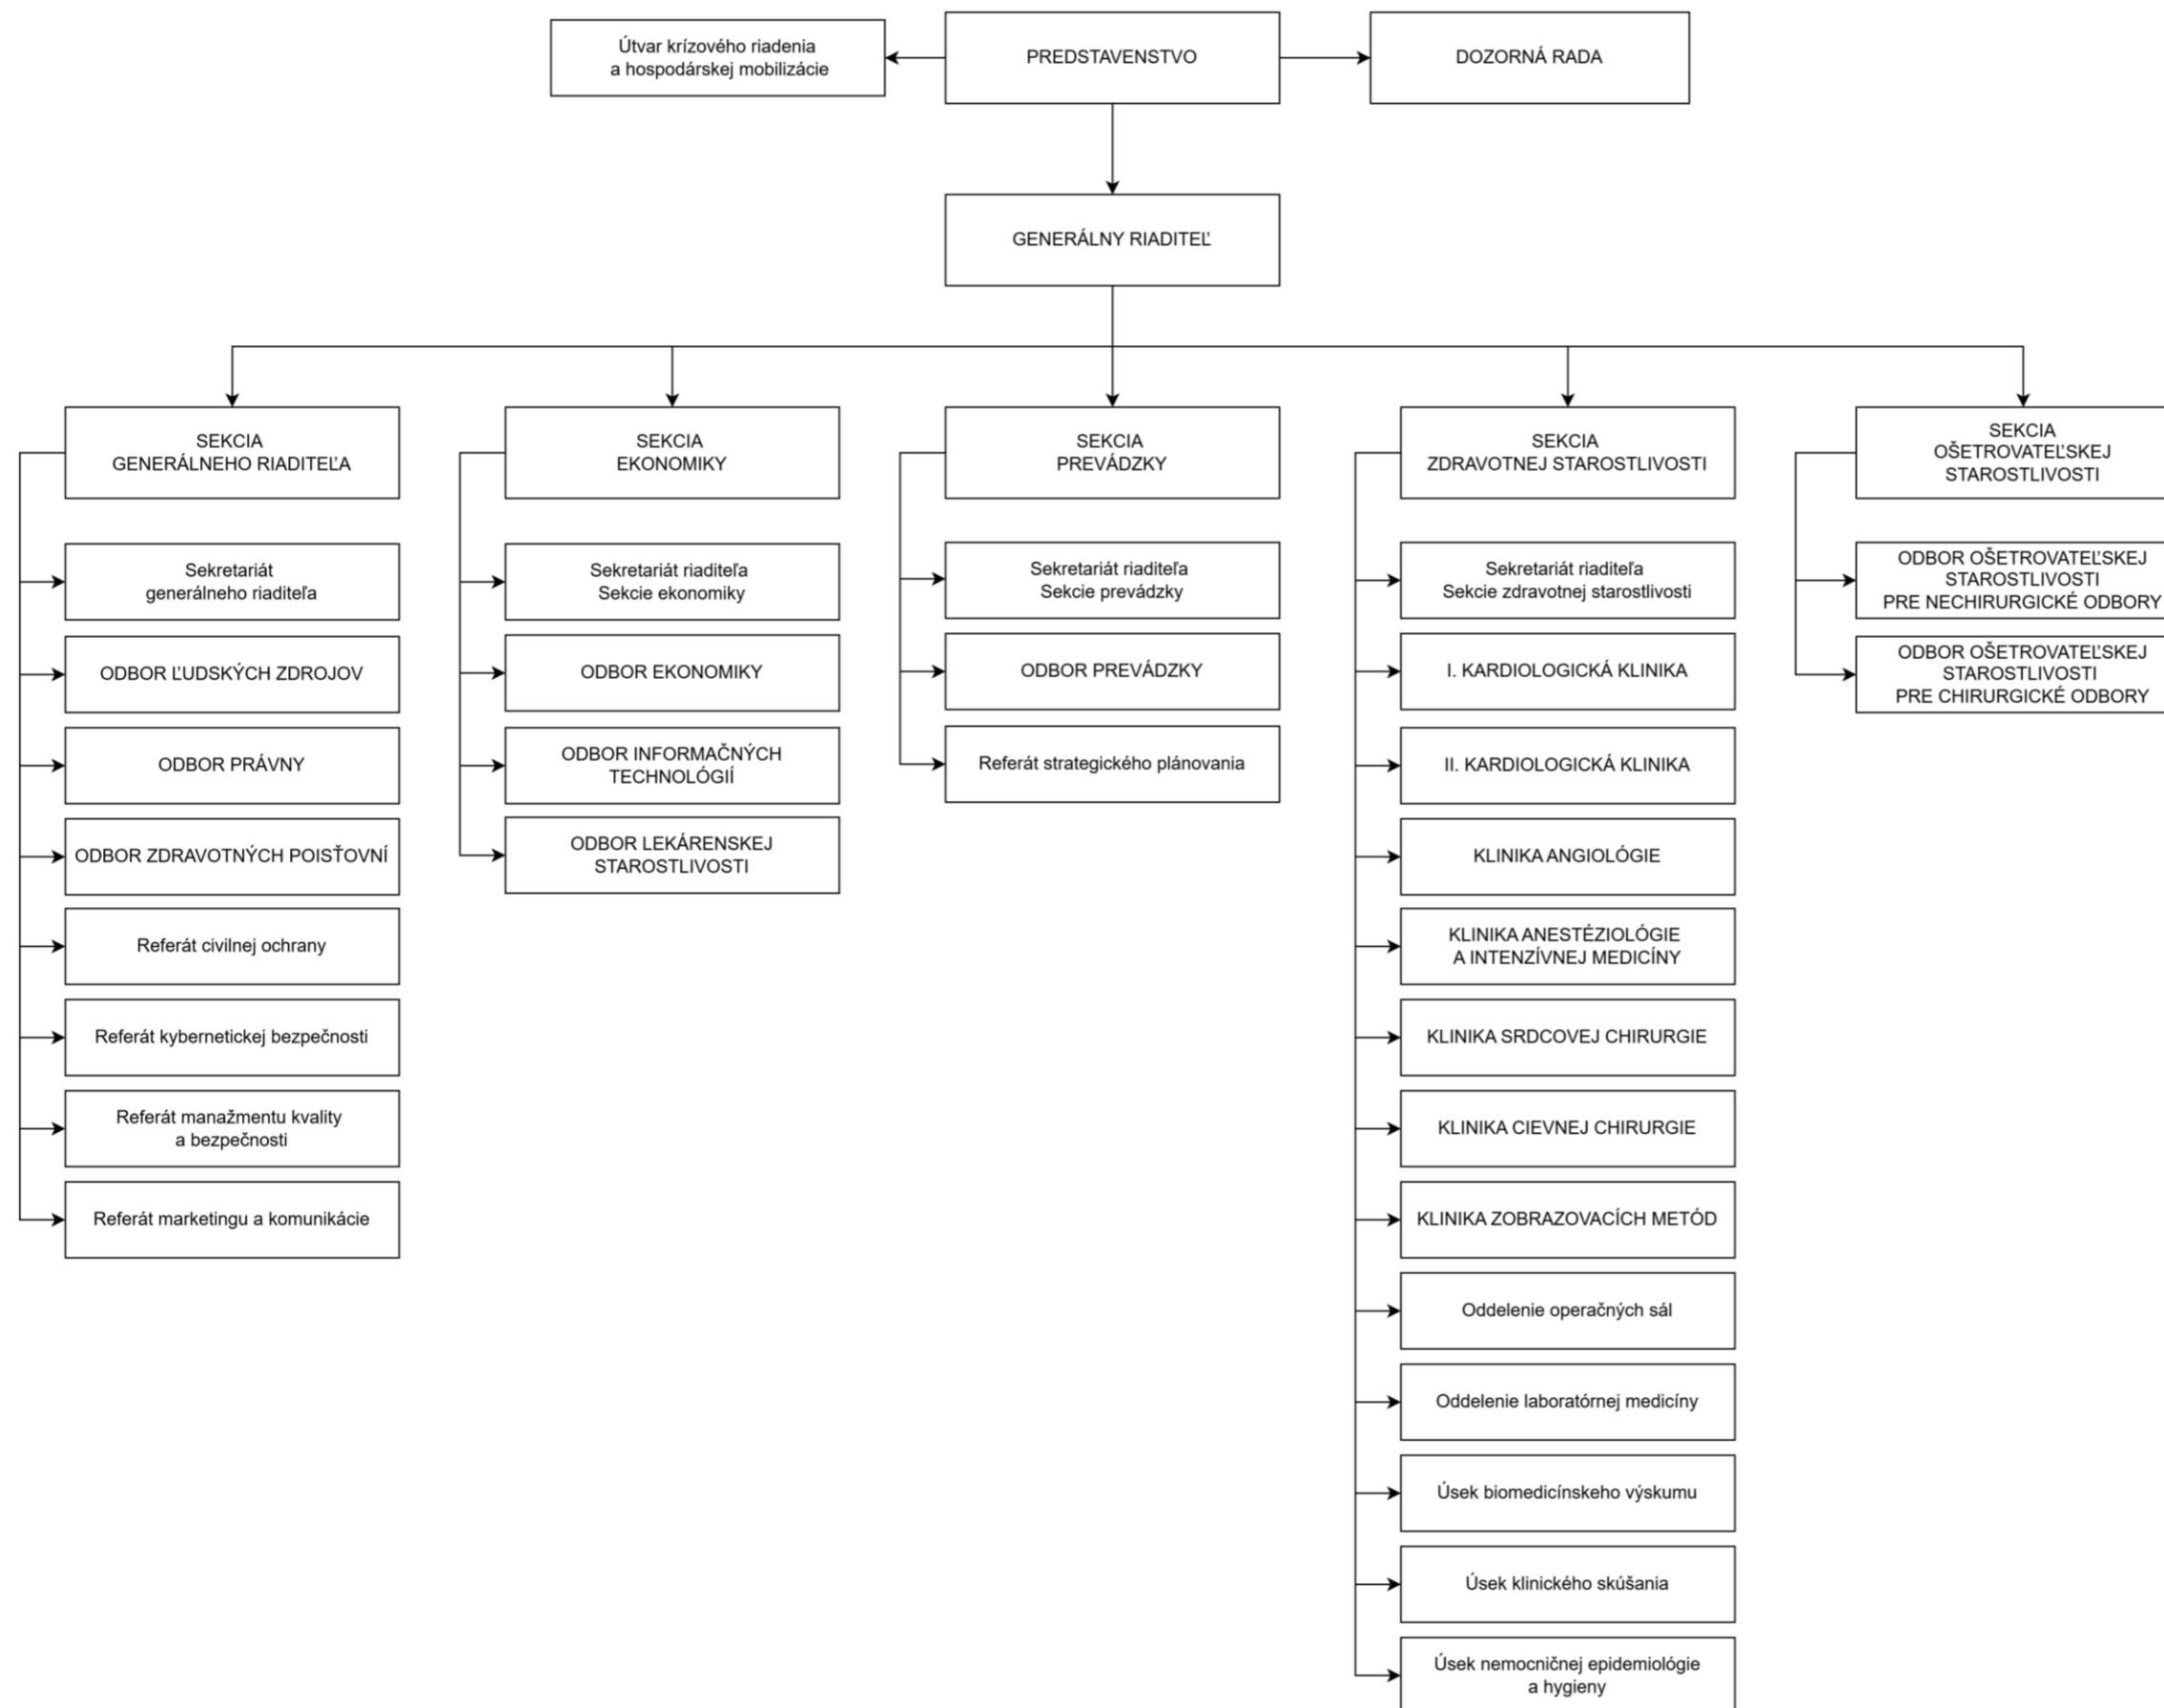 Útvar krízového riadenia
a hospodárskej mobilizácie
PREDSTAVENSTVO
DOZORNÁ RADA
GENERÁLNY RIADITEĽ
SEKCIA
GENERÁLNEHO RIADITEĽA
Sekretariát
generálneho riaditeľa
ODBOR ĽUDSKÝCH ZDROJOV
ODBOR PRÁVNY
ODBOR ZDRAVOTNÝCH POISŤOVNÍ
Referát civilnej ochrany
Referát kybernetickej bezpečnosti
Referát manažmentu kvality
a bezpečnosti
Referát marketingu a komunikácie
SEKCIA
EKONOMIKY
Sekretariát riaditeľa
Sekcie ekonomiky
ODBOR EKONOMIKY
ODBOR INFORMAČNÝCH
TECHNOLÓGIÍ
ODBOR LEKÁRENSKEJ
STAROSTLIVOSTI
SEKCIA
PREVÁDZKY
Sekretariát riaditeľa
Sekcie prevádzky
ODBOR PREVÁDZKY
Referát strategického plánovania
SEKCIA
ZDRAVOTNEJ STAROSTLIVOSTI
Sekretariát riaditeľa
Sekcie zdravotnej starostlivosti
I. KARDIOLOGICKÁ KLINIKA
II. KARDIOLOGICKÁ KLINIKA
KLINIKA ANGIOLÓGIE
KLINIKA ANESTÉZIOLÓGIE
A INTENZÍVNEJ MEDICÍNY
KLINIKA SRDCOVEJ CHIRURGIE
KLINIKA CIEVNEJ CHIRURGIE
KLINIKA ZOBRAZOVACÍCH METÓD
Oddelenie operačných sál
Oddelenie laboratórnej medicíny
Úsek biomedicínskeho výskumu
Úsek klinického skúšania
Úsek nemocničnej epidemiológie
a hygieny
SEKCIA
OŠETROVATEĽSKEJ
STAROSTLIVOSTI
ODBOR OŠETROVATEĽSKEJ
STAROSTLIVOSTI
PRE NECHIRURGICKÉ ODBORY
ODBOR OŠETROVATEĽSKEJ
STAROSTLIVOSTI
PRE CHIRURGICKÉ ODBORY